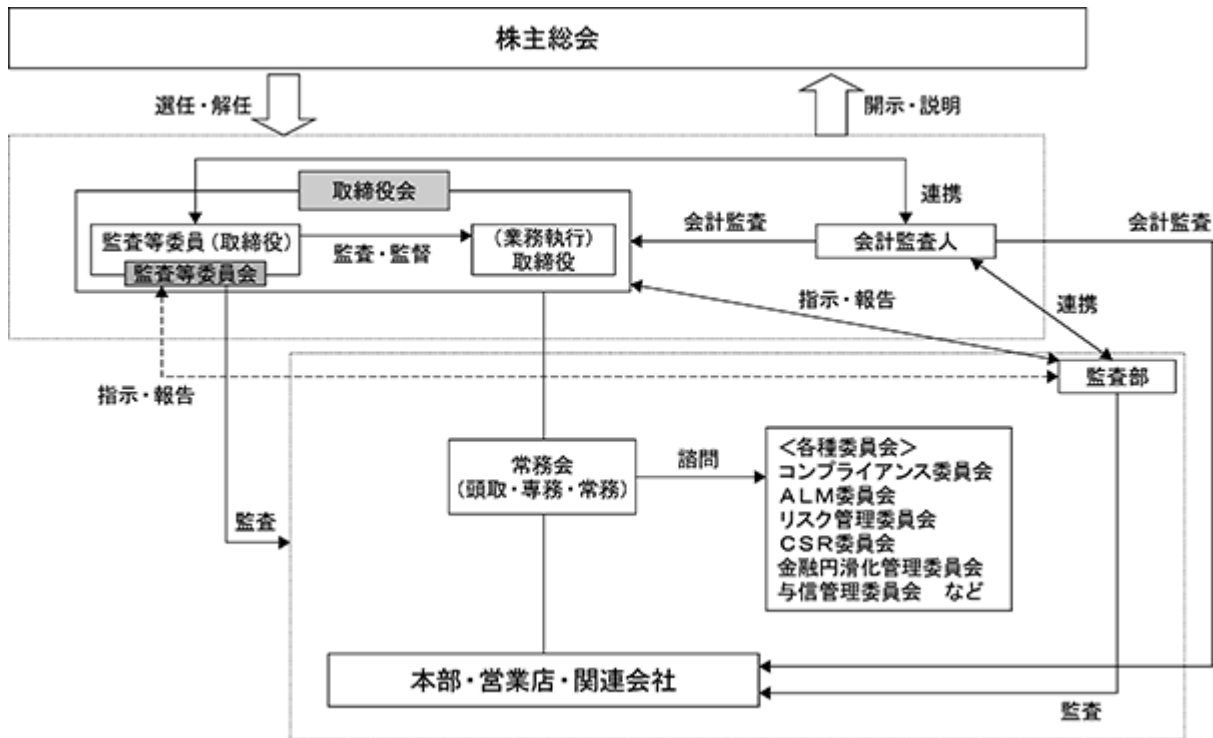 株主総会
選任・解任
開示・説明
取締役会
連携
監査等委員(取締役)
監査・監督
(業務執行)
取締役
会計監査
会計監査人
会計監査
監査等委員会
指示・報告
連携
指示・報告
監査部
常務会
(頭取・専務・常務)
諮問
<各種委員会>
コンプライアンス委員会
ALM委員会
リスク管理委員会
CSR委員会
金融円滑化管理委員会
与信管理委員会 など
監査
本部・営業店・関連会社
監査